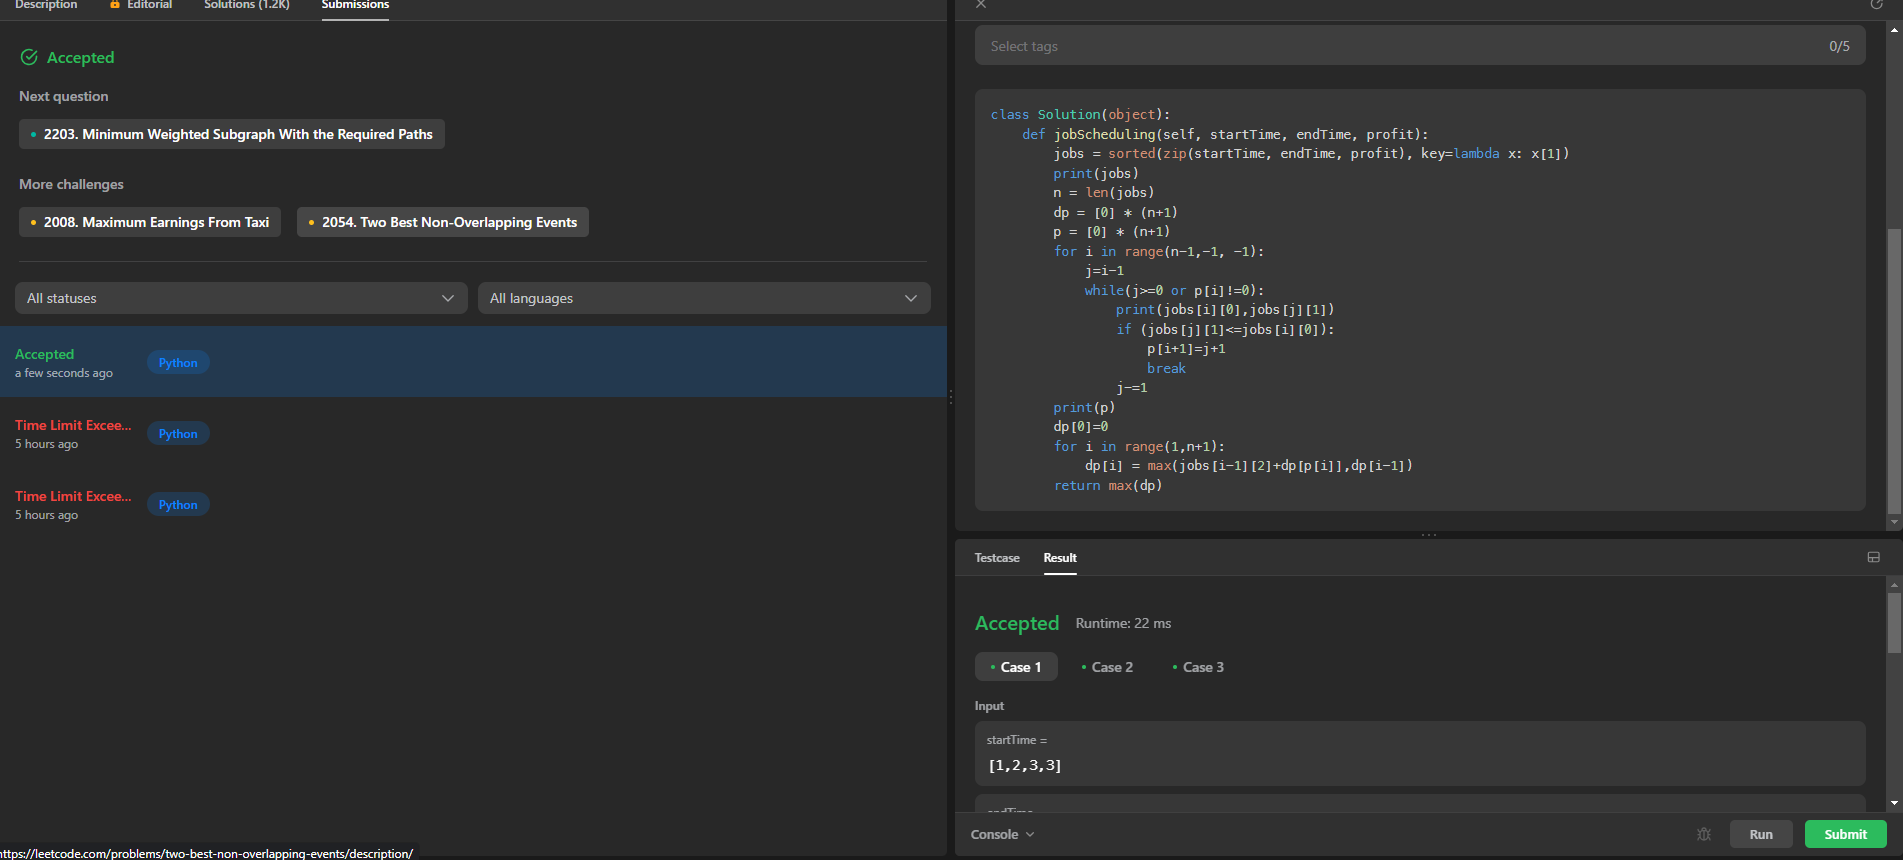 Description Editorial Solutions (1.2K) Submissions
Accepted
Next question
2203. Minimum Weighted Subgraph With the Required Paths
More challenges
2008. Maximum Earnings From Taxi 2054. Two Best Non-Overlapping Events
All statuses All languages
Accepted Python
a few seconds ago
Time Limit Excee... Python
5 hours ago
Time Limit Excee... Python
5 hours ago
https://leetcode.com/problems/two-best-non-overlapping-events/description/
Select tags 0/5
class Solution(object):
    def jobScheduling(self, startTime, endTime, profit):
        jobs = sorted(zip(startTime, endTime, profit), key=lambda x: x[1])
        print(jobs)
        n = len(jobs)
        dp = [0] * (n+1)
        p = [0] * (n+1)
        for i in range(n-1,-1, -1):
            j=i-1
            while(j>=0 or p[i]!=0):
                print(jobs[i][0],jobs[j][1])
                if (jobs[j][1]<=jobs[i][0]):
                    p[i+1]=j+1
                    break
                j-=1
        print(p)
        dp[0]=0
        for i in range(1,n+1):
            dp[i] = max(jobs[i-1][2]+dp[p[i]],dp[i-1])
        return max(dp)
Testcase Result
Accepted Runtime: 22 ms
Case 1 Case 2 Case 3
Input
startTime =
[1,2,3,3]
endTime
Console Run Submit